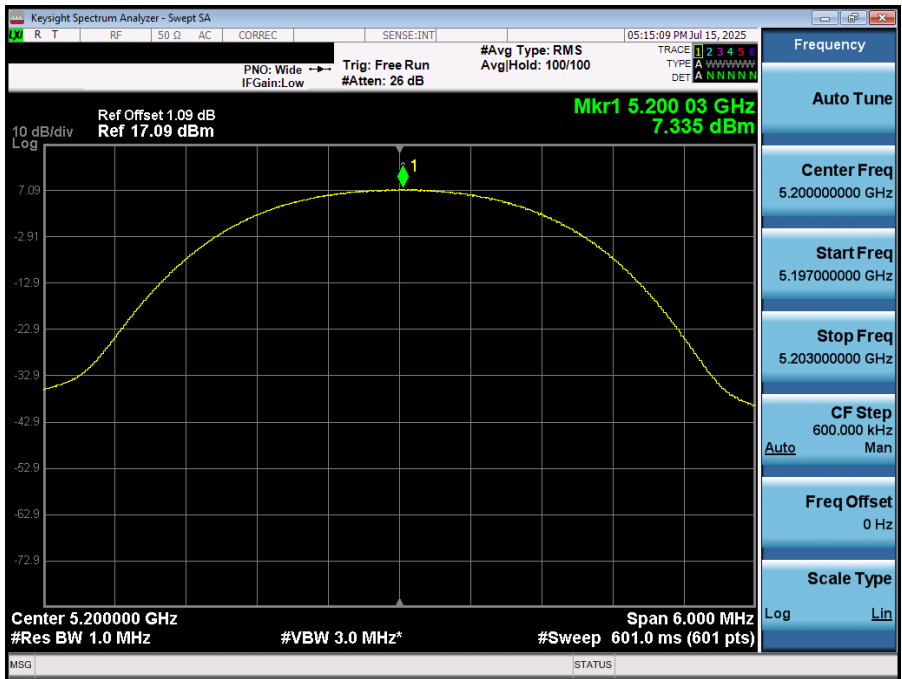 Keysight Spectrum Analyzer - Swept SA
LXI R T RF 50 Ω AC CORREC SENSE:INT 05:15:09 PM Jul 15, 2025
PNO: Wide
IFGain:Low
Trig: Free Run
#Atten: 26 dB
#Avg Type: RMS
Avg|Hold: 100/100
TRACE 1 2 3 4 5 6
TYPE A WWWWW
DET A N N N N N
Mkr1 5.200 03 GHz
7.335 dBm
Ref Offset 1.09 dB
10 dB/div Ref 17.09 dBm
Log
1
7.09
-2.91
-12.9
-22.9
-32.9
-42.9
-52.9
-62.9
-72.9
Center 5.200000 GHz Span 6.000 MHz
#Res BW 1.0 MHz #VBW 3.0 MHz* #Sweep 601.0 ms (601 pts)
MSG STATUS
Frequency
Auto Tune
Center Freq
5.200000000 GHz
Start Freq
5.197000000 GHz
Stop Freq
5.203000000 GHz
CF Step
600.000 kHz
Auto Man
Freq Offset
0 Hz
Scale Type
Log Lin